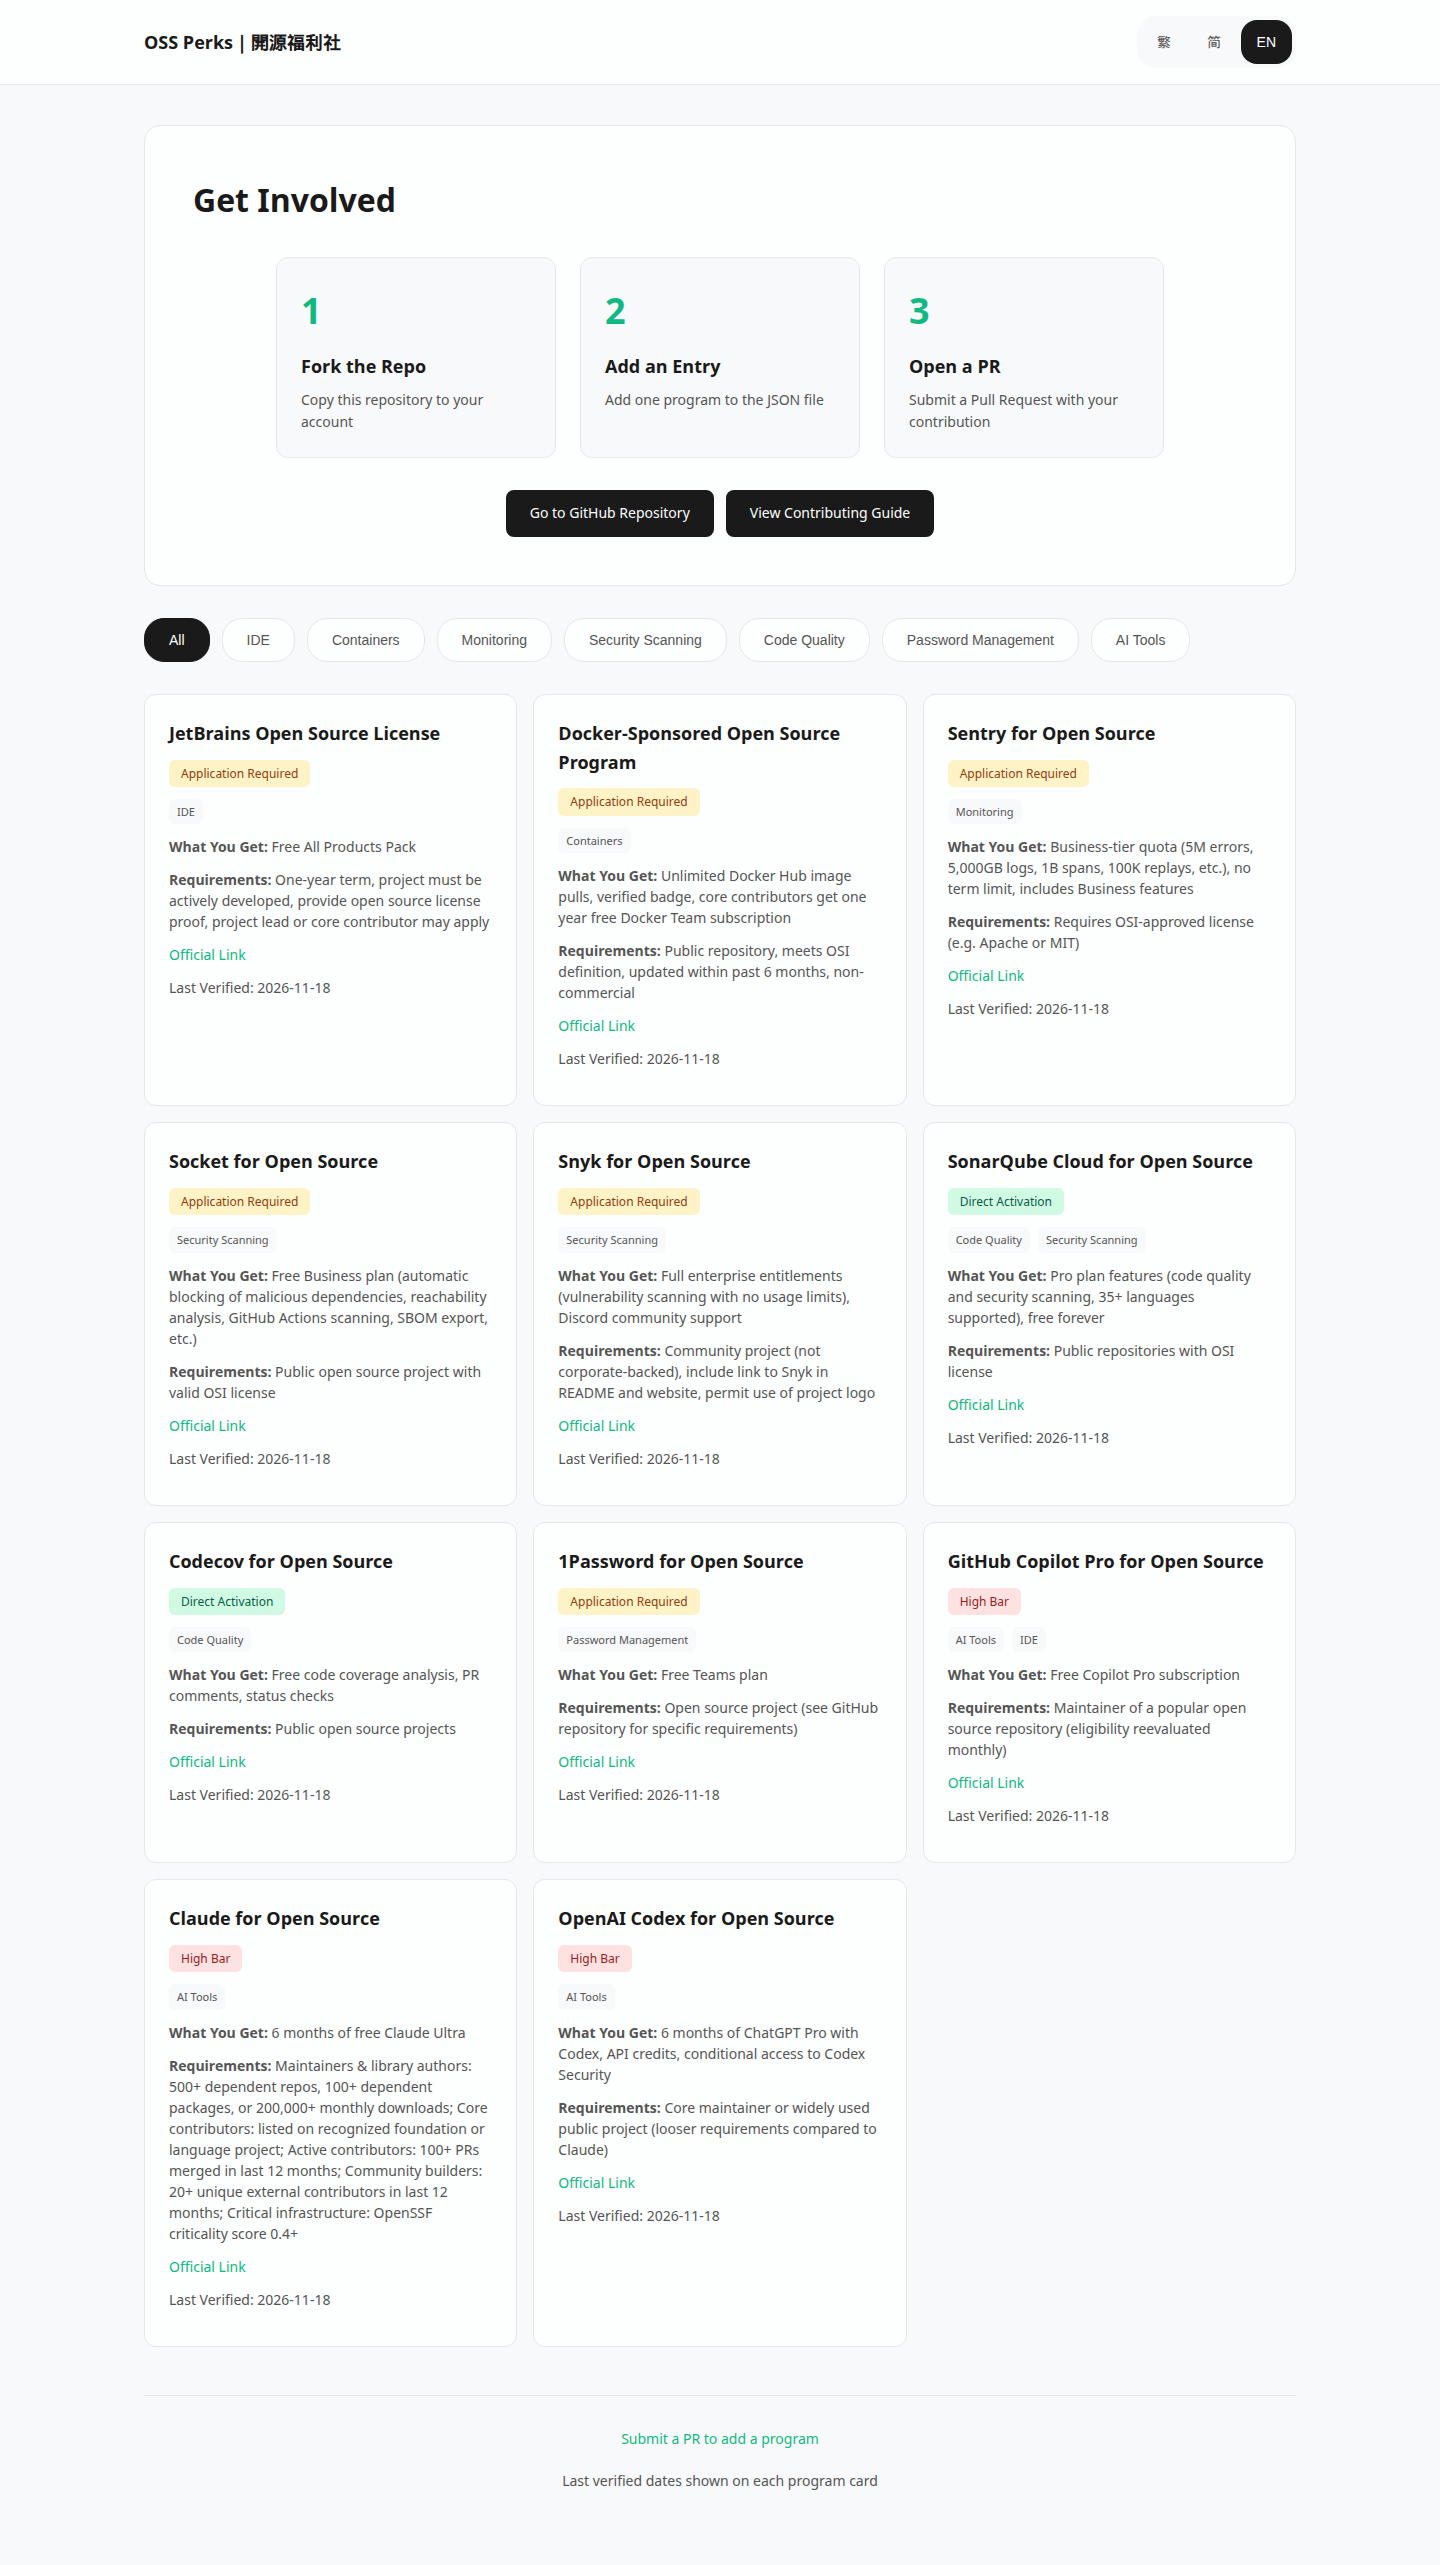 OSS Perks | 開源福利社
繁
简
EN
Get Involved
1
Fork the Repo
Copy this repository to your
account
2
Add an Entry
Add one program to the JSON file
3
Open a PR
Submit a Pull Request with your
contribution
Go to GitHub Repository
View Contributing Guide
All
IDE
Containers
Monitoring
Security Scanning
Code Quality
Password Management
AI Tools
JetBrains Open Source License
Application Required
IDE
What You Get: Free All Products Pack
Requirements: One-year term, project must be
actively developed, provide open source license
proof, project lead or core contributor may apply
Official Link
Last Verified: 2026-11-18
Docker-Sponsored Open Source
Program
Application Required
Containers
What You Get: Unlimited Docker Hub image
pulls, verified badge, core contributors get one
year free Docker Team subscription
Requirements: Public repository, meets OSI
definition, updated within past 6 months, non-
commercial
Official Link
Last Verified: 2026-11-18
Sentry for Open Source
Application Required
Monitoring
What You Get: Business-tier quota (5M errors,
5,000GB logs, 1B spans, 100K replays, etc.), no
term limit, includes Business features
Requirements: Requires OSI-approved license
(e.g. Apache or MIT)
Official Link
Last Verified: 2026-11-18
Socket for Open Source
Application Required
Security Scanning
What You Get: Free Business plan (automatic
blocking of malicious dependencies, reachability
analysis, GitHub Actions scanning, SBOM export,
etc.)
Requirements: Public open source project with
valid OSI license
Official Link
Last Verified: 2026-11-18
Snyk for Open Source
Application Required
Security Scanning
What You Get: Full enterprise entitlements
(vulnerability scanning with no usage limits),
Discord community support
Requirements: Community project (not
corporate-backed), include link to Snyk in
README and website, permit use of project logo
Official Link
Last Verified: 2026-11-18
SonarQube Cloud for Open Source
Direct Activation
Code Quality
Security Scanning
What You Get: Pro plan features (code quality
and security scanning, 35+ languages
supported), free forever
Requirements: Public repositories with OSI
license
Official Link
Last Verified: 2026-11-18
Codecov for Open Source
Direct Activation
Code Quality
What You Get: Free code coverage analysis, PR
comments, status checks
Requirements: Public open source projects
Official Link
Last Verified: 2026-11-18
1Password for Open Source
Application Required
Password Management
What You Get: Free Teams plan
Requirements: Open source project (see GitHub
repository for specific requirements)
Official Link
Last Verified: 2026-11-18
GitHub Copilot Pro for Open Source
High Bar
AI Tools
IDE
What You Get: Free Copilot Pro subscription
Requirements: Maintainer of a popular open
source repository (eligibility reevaluated
monthly)
Official Link
Last Verified: 2026-11-18
Claude for Open Source
High Bar
AI Tools
What You Get: 6 months of free Claude Ultra
Requirements: Maintainers & library authors:
500+ dependent repos, 100+ dependent
packages, or 200,000+ monthly downloads; Core
contributors: listed on recognized foundation or
language project; Active contributors: 100+ PRs
merged in last 12 months; Community builders:
20+ unique external contributors in last 12
months; Critical infrastructure: OpenSSF
criticality score 0.4+
Official Link
Last Verified: 2026-11-18
OpenAI Codex for Open Source
High Bar
AI Tools
What You Get: 6 months of ChatGPT Pro with
Codex, API credits, conditional access to Codex
Security
Requirements: Core maintainer or widely used
public project (looser requirements compared to
Claude)
Official Link
Last Verified: 2026-11-18
Submit a PR to add a program
Last verified dates shown on each program card